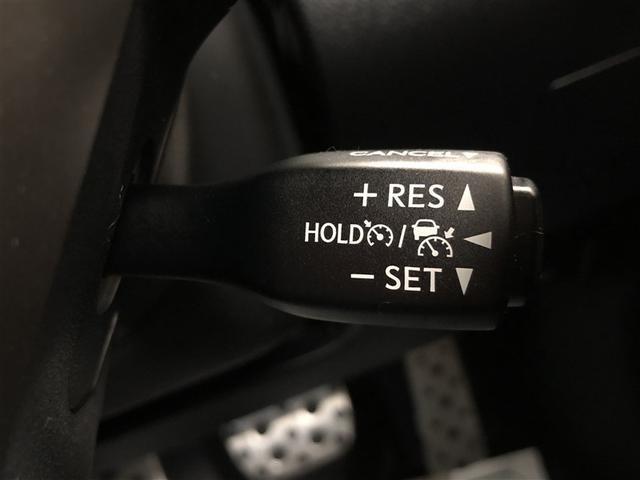 CANCEL
+ RES
HOLD /
− SET